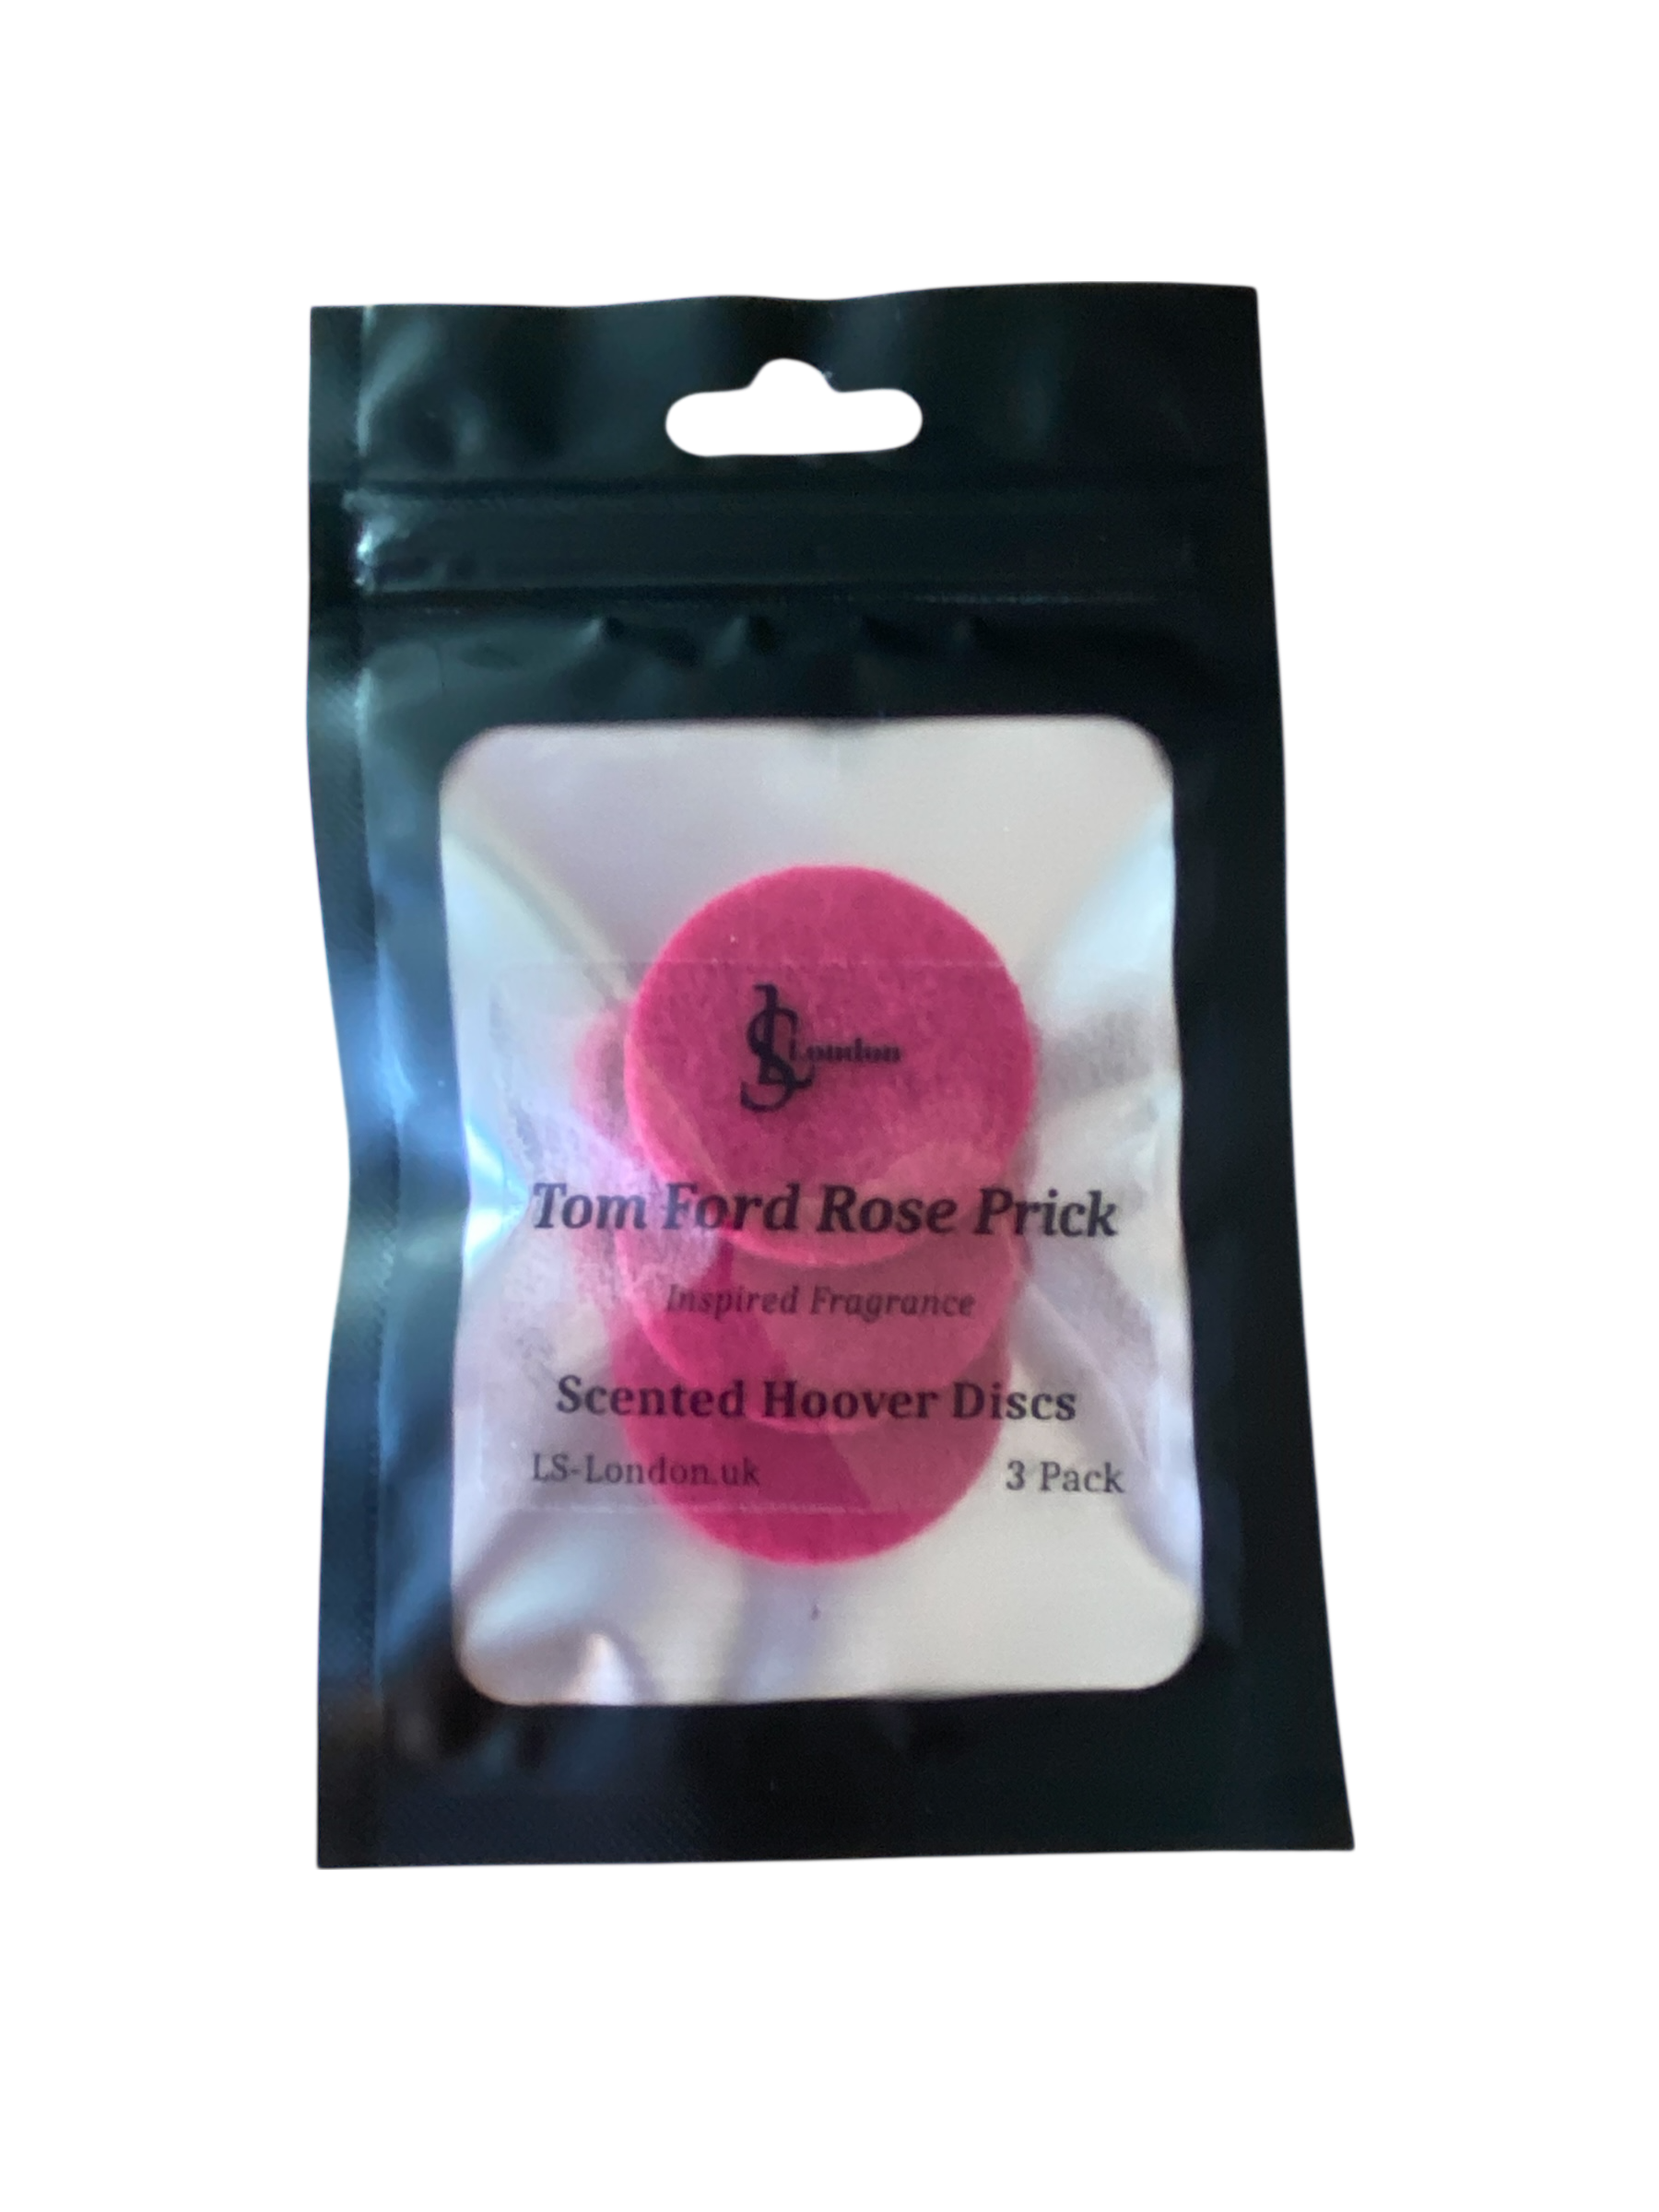 LS London
Tom Ford Rose Prick
Inspired Fragrance
Scented Hoover Discs
LS-London.uk 3 Pack